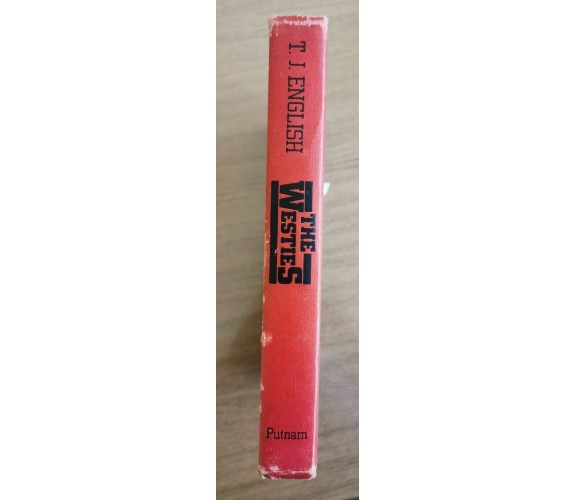 T. J. ENGLISH
THE
WESTIES
Putnam